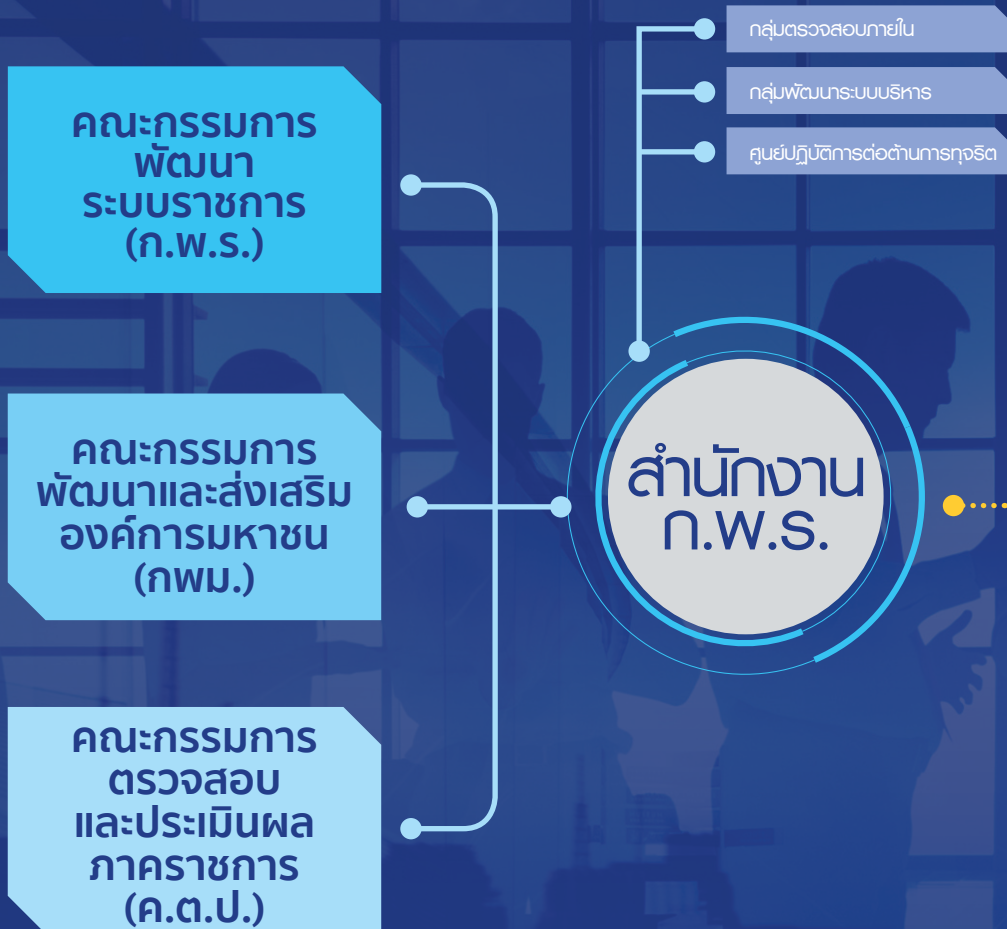 กลุ่มตรวจสอบภายใน
กลุ่มพัฒนาระบบบริหาร
ศูนย์ปฏิบัติการต่อต้านการทุจริต
คณะกรรมการ
พัฒนา
ระบบราชการ
(ก.พ.ร.)
คณะกรรมการ
พัฒนาและส่งเสริม
องค์การมหาชน
(กพม.)
คณะกรรมการ
ตรวจสอบ
และประเมินผล
ภาคราชการ
(ค.ต.ป.)
สำนักงาน
ก.พ.ร.